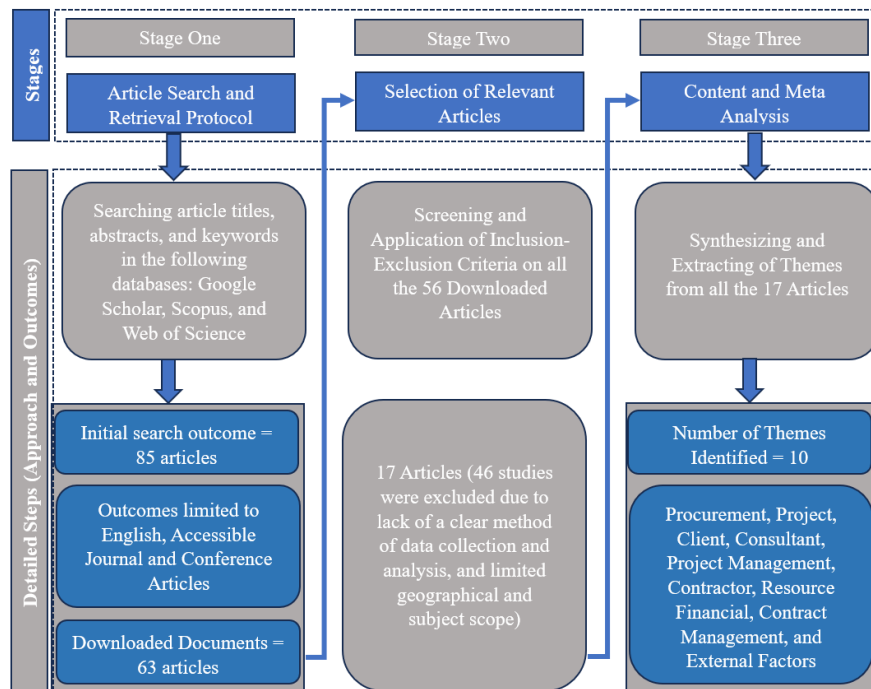 Stages
Stage One
Stage Two
Stage Three
Article Search and
Retrieval Protocol
Selection of Relevant
Articles
Content and Meta
Analysis
Detailed Steps (Approach and Outcomes)
Searching article titles,
abstracts, and keywords
in the following
databases: Google
Scholar, Scopus, and
Web of Science
Screening and
Application of Inclusion-
Exclusion Criteria on all
the 56 Downloaded
Articles
Synthesizing and
Extracting of Themes
from all the 17 Articles
Initial search outcome =
85 articles
Outcomes limited to
English, Accessible
Journal and Conference
Articles
Downloaded Documents =
63 articles
17 Articles (46 studies
were excluded due to
lack of a clear method
of data collection and
analysis, and limited
geographical and
subject scope)
Number of Themes
Identified = 10
Procurement, Project,
Client, Consultant,
Project Management,
Contractor, Resource
Financial, Contract
Management, and
External Factors